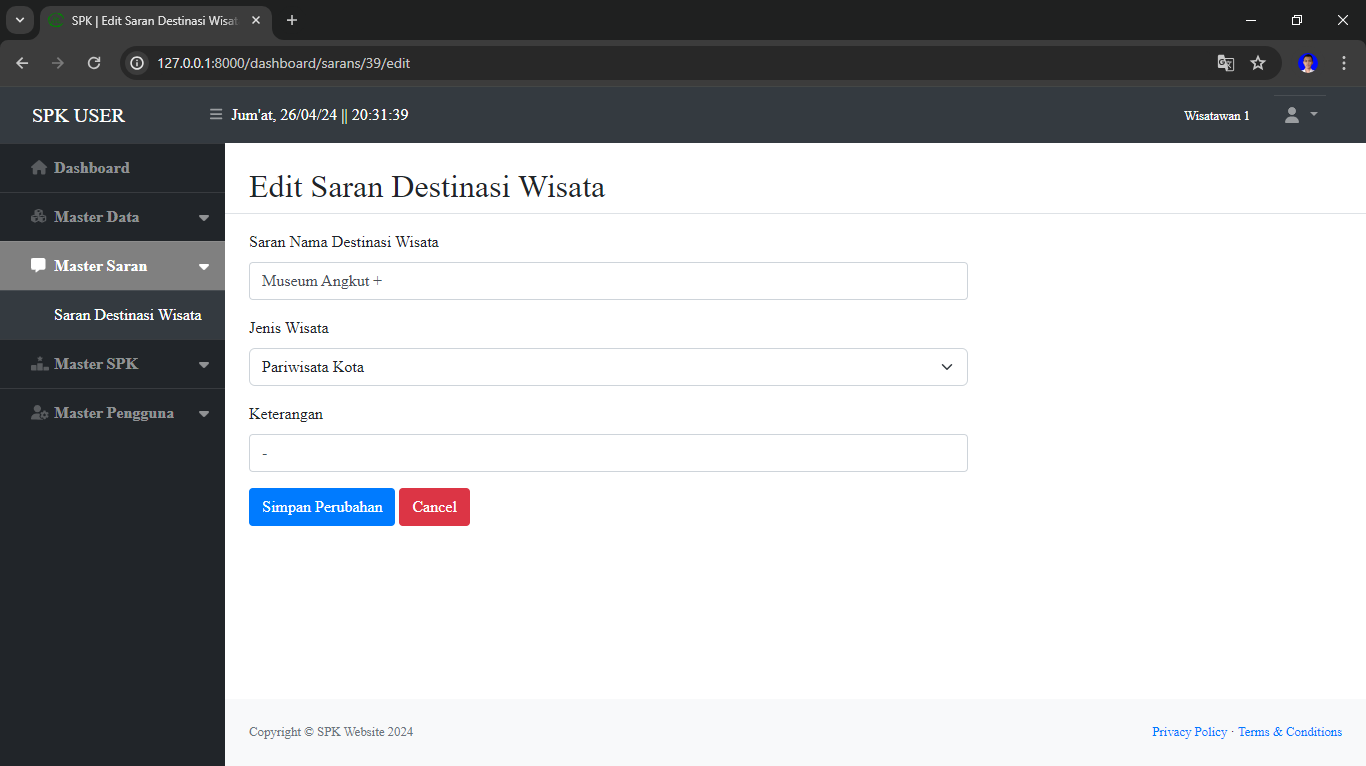 SPK | Edit Saran Destinasi Wisat
127.0.0.1:8000/dashboard/sarans/39/edit
SPK USER
Jum'at, 26/04/24 || 20:31:39
Wisatawan 1
Dashboard
Master Data
Master Saran
Saran Destinasi Wisata
Master SPK
Master Pengguna
Edit Saran Destinasi Wisata
Saran Nama Destinasi Wisata
Museum Angkut +
Jenis Wisata
Pariwisata Kota
Keterangan
-
Simpan Perubahan
Cancel
Copyright © SPK Website 2024
Privacy Policy · Terms & Conditions